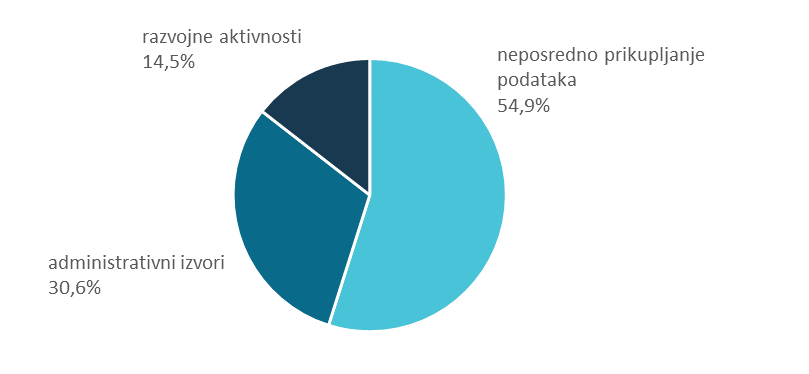 razvojne aktivnosti
14,5%
neposredno prikupljanje
podataka
54,9%
administrativni izvori
30,6%